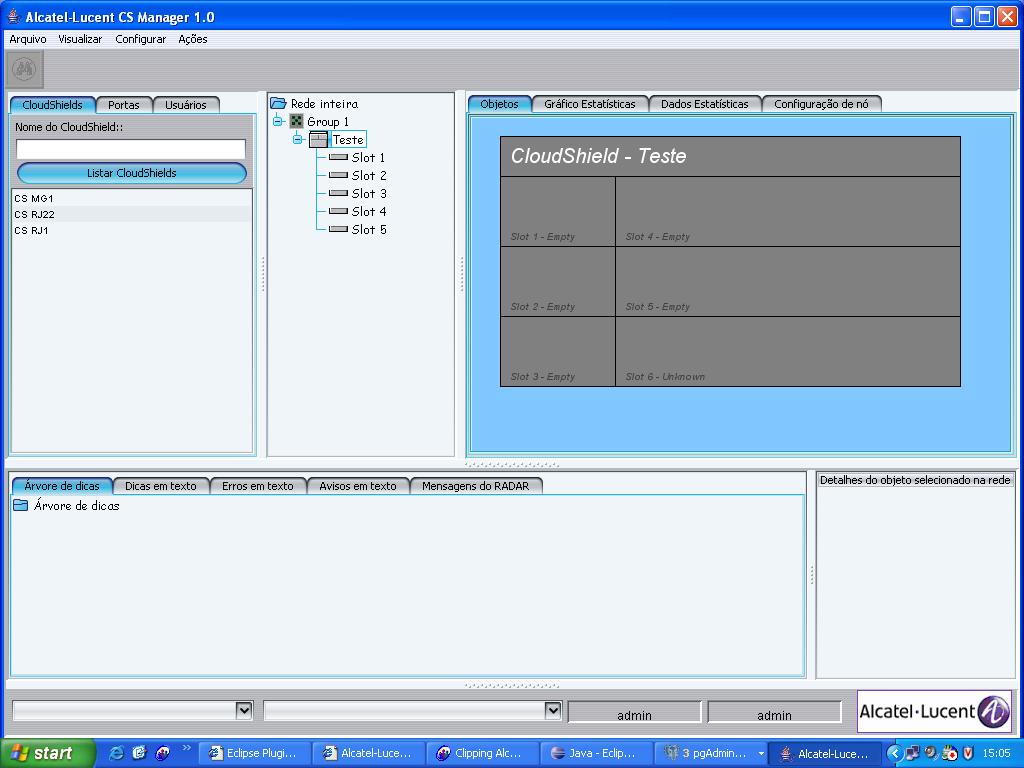 Alcatel-Lucent CS Manager 1.0
Arquivo Visualizar Configurar Ações
CloudShields Portas Usuários
Nome do CloudShield::
Listar CloudShields
CS MG1
CS RJ22
CS RJ1
Rede inteira
Group 1
Teste
Slot 1
Slot 2
Slot 3
Slot 4
Slot 5
Objetos Gráfico Estatísticas Dados Estatísticas Configuração de nó
CloudShield - Teste
Slot 1 - Empty Slot 4 - Empty
Slot 2 - Empty Slot 5 - Empty
Slot 3 - Empty Slot 6 - Unknown
Árvore de dicas Dicas em texto Erros em texto Avisos em texto Mensagens do RADAR
Árvore de dicas
Detalhes do objeto selecionado na rede
admin admin
Alcatel·Lucent
start Eclipse Plugi... Alcatel-Luce... Clipping Alc... Java - Eclip... 3 pgAdmin... Alcatel-Luce... 15:05